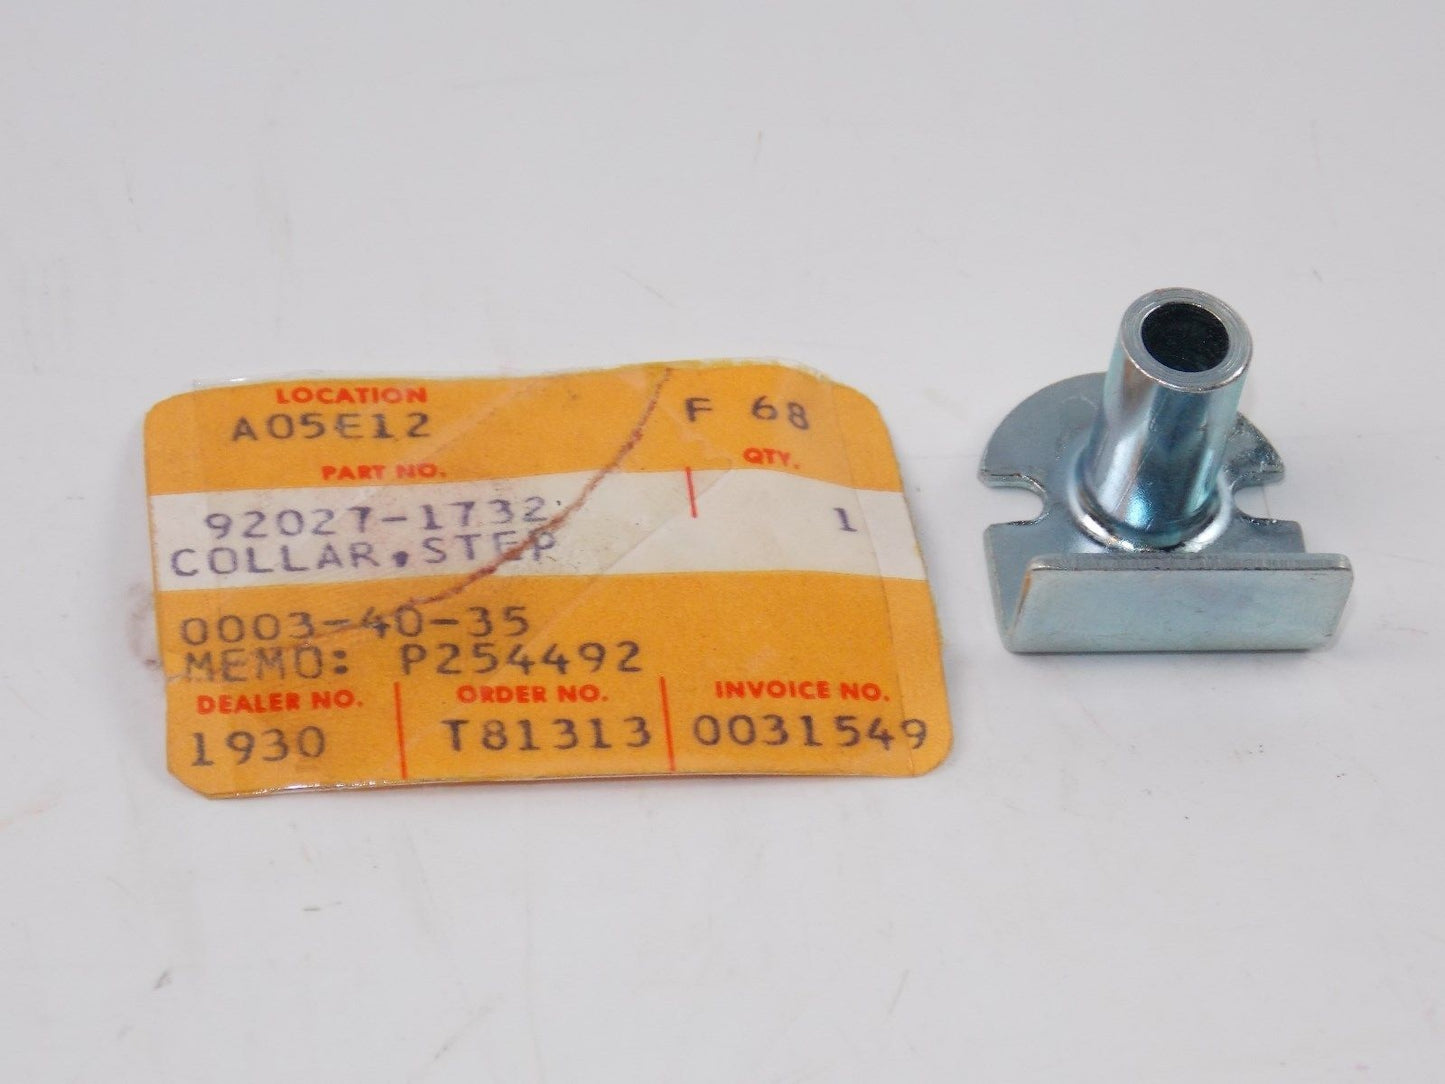 LOCATION
A05E12 F 68
PART NO. QTY.
92027-1732 1
COLLAR,STEP
0003-40-35
MEMO: P254492
DEALER NO. ORDER NO. INVOICE NO.
1930 T81313 0031549